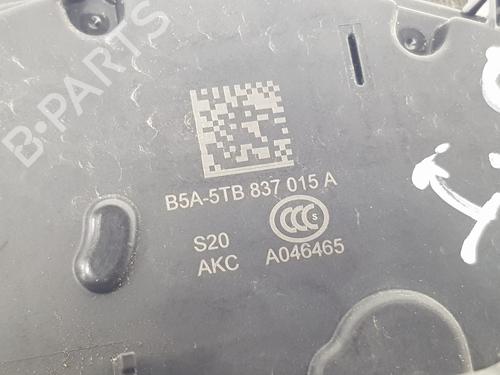 B-PARTS
B5A-5TB 837 015 A
CCC S
S20
AKC A046465